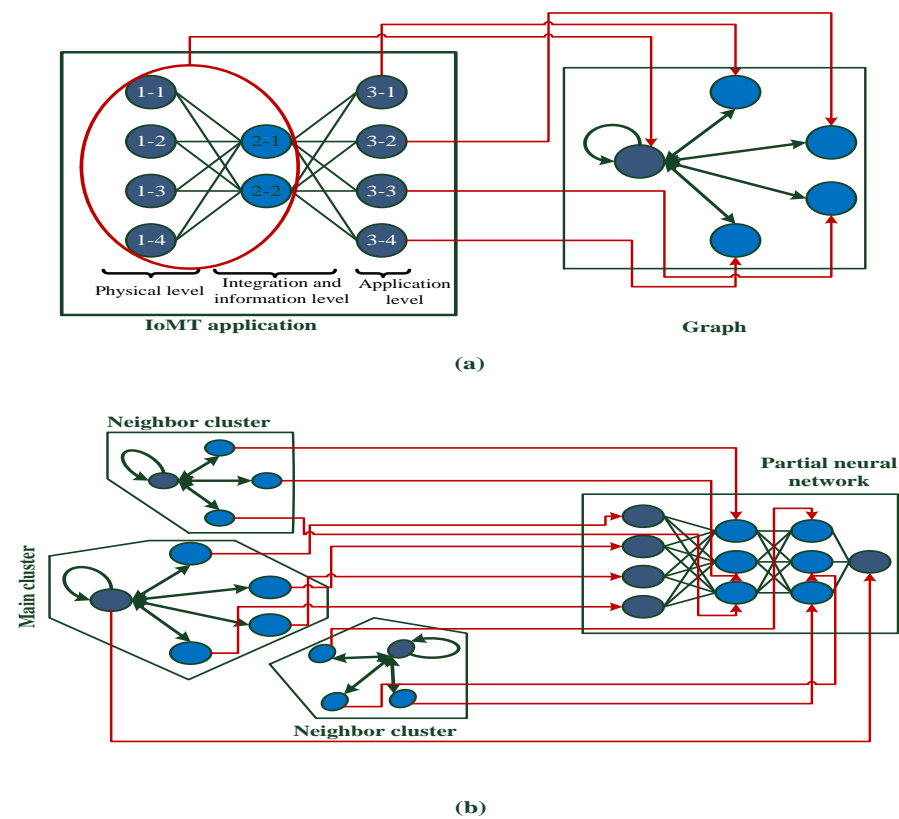 1-1
3-1
1-2
2-1
3-2
1-3
2-2
3-3
1-4
3-4
Physical level
Integration and
information level
Application
level
IoMT application
Graph
(a)
Neighbor cluster
Partial neural
network
Main cluster
Neighbor cluster
(b)